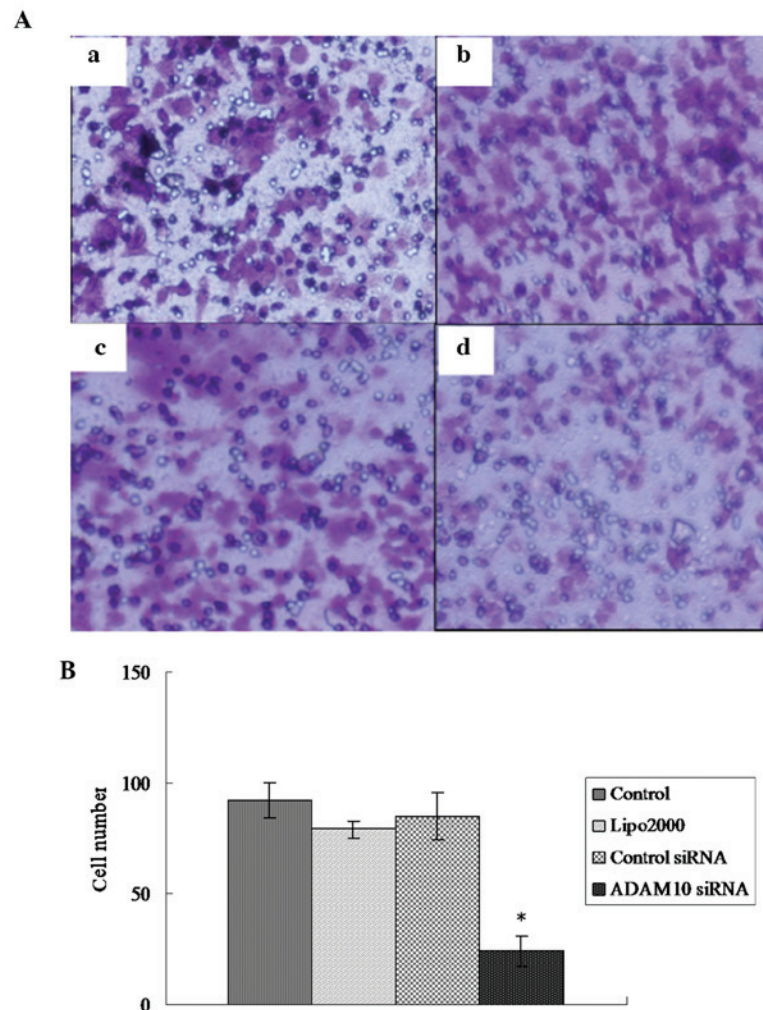 A
a
b
c
d
B
150
100
50
0
Cell number
*
Control
Lipo2000
Control siRNA
ADAM10 siRNA